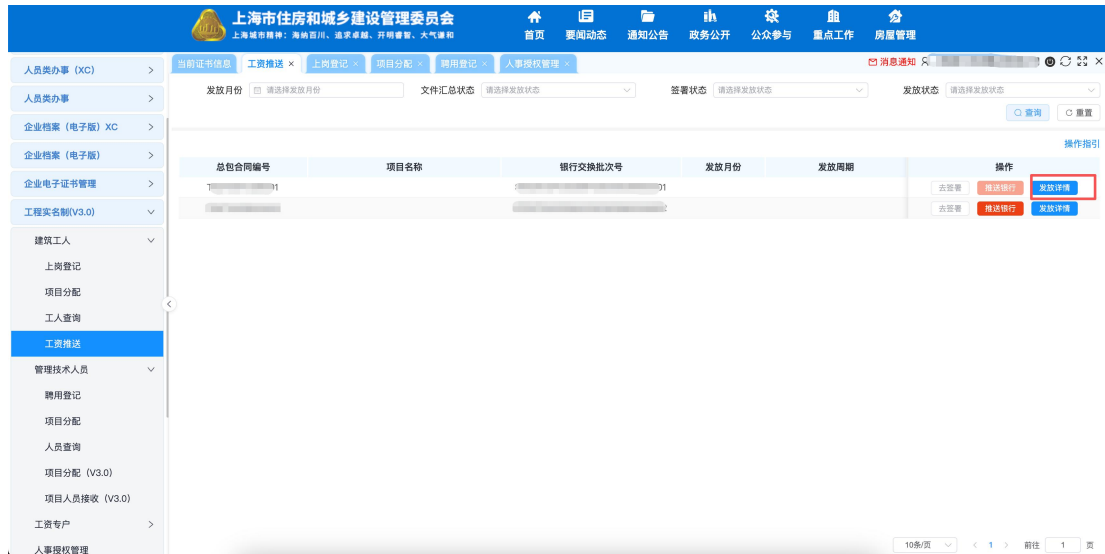 上海市住房和城乡建设管理委员会
上海城市精神：海纳百川、追求卓越、开明睿智、大气谦和
首页 要闻动态 通知公告 政务公开 公众参与 重点工作 房屋管理
人员类办事（XC）
人员类办事
企业档案（电子版）XC
企业档案（电子版）
企业电子证书管理
工程实名制(V3.0)
建筑工人
上岗登记
项目分配
工人查询
工资推送
管理技术人员
聘用登记
项目分配
人员查询
项目分配（V3.0）
项目人员接收（V3.0）
工资专户
人事授权管理
当前证书信息 工资推送 × 上岗登记 × 项目分配 × 聘用登记 × 人事授权管理 ×
消息通知
发放月份 请选择发放月份 文件汇总状态 请选择发放状态 签署状态 请选择发放状态 发放状态 请选择发放状态
查询 重置
操作指引
总包合同编号 项目名称 银行交换批次号 发放月份 发放周期 操作
去签署 推送银行 发放详情
去签署 推送银行 发放详情
10条/页 < 1 > 前往 1 页